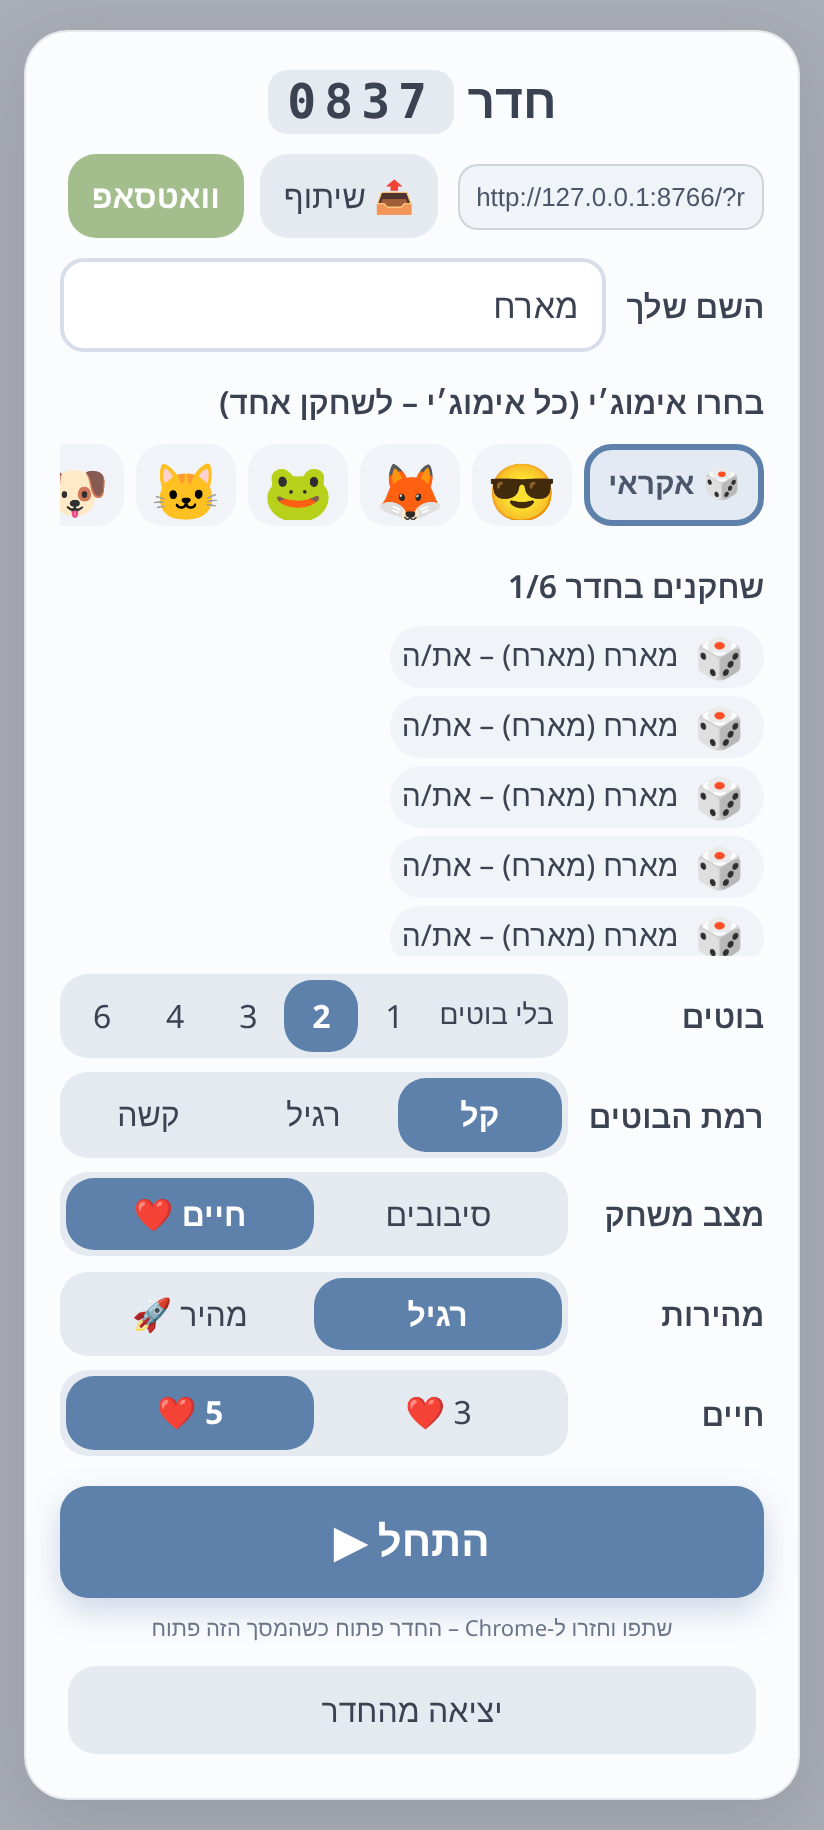 חדר 0837
http://127.0.0.1:8766/?r 📤 שיתוף וואטסאפ
השם שלך מארח
בחרו אימוג׳י (כל אימוג׳י – לשחקן אחד)
🎲 אקראי
שחקנים בחדר 1/6
מארח (מארח) – את/ה
מארח (מארח) – את/ה
מארח (מארח) – את/ה
מארח (מארח) – את/ה
מארח (מארח) – את/ה
בוטים בלי בוטים 1 2 3 4 6
רמת הבוטים קל רגיל קשה
מצב משחק סיבובים חיים ❤️
מהירות רגיל מהיר 🚀
חיים 3 ❤️ 5 ❤️
התחל ▶
שתפו וחזרו ל-Chrome – החדר פתוח כשהמסך הזה פתוח
יציאה מהחדר